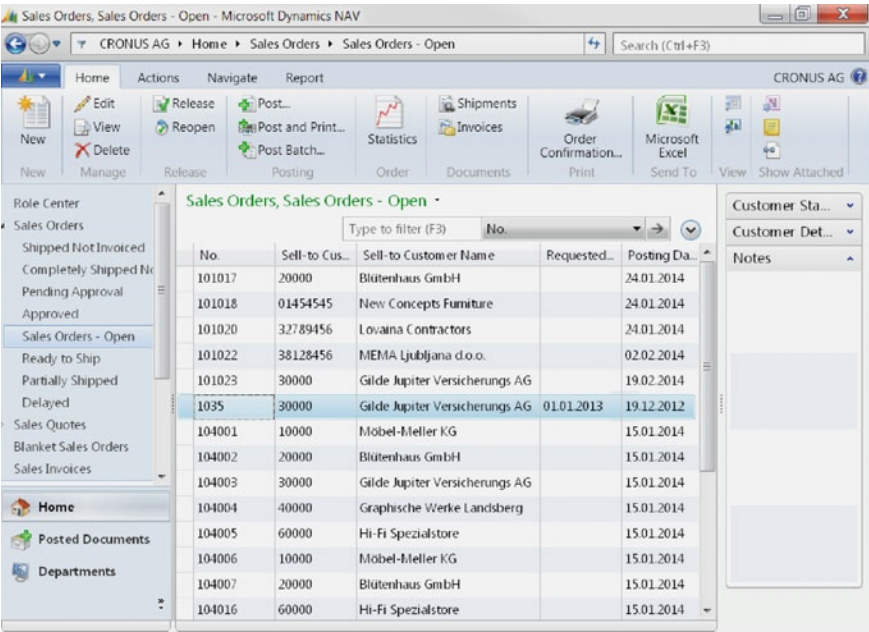 Sales Orders, Sales Orders - Open - Microsoft Dynamics NAV
CRONUS AG Home Sales Orders Sales Orders - Open
Search (Ctrl+F3)
Home Actions Navigate Report CRONUS AG
New
Edit
View
Delete
New Manage
Release
Reopen
Release
Post...
Post and Print...
Post Batch...
Posting
Statistics
Order
Shipments
Invoices
Documents
Order
Confirmation...
Print
Microsoft
Excel
Send To
View
Show Attached
Role Center
Sales Orders
Shipped Not Invoiced
Completely Shipped
Pending Approval
Approved
Sales Orders - Open
Ready to Ship
Partially Shipped
Delayed
Sales Quotes
Blanket Sales Orders
Sales Invoices
Home
Posted Documents
Departments
Sales Orders, Sales Orders - Open
Type to filter (F3) No.
No. Sell-to Cus... Sell-to Customer Name Requested... Posting Da...
101017 20000 Blütenhaus GmbH 24.01.2014
101018 01454545 New Concepts Furniture 24.01.2014
101020 32789456 Lovaina Contractors 24.01.2014
101022 38128456 MEMA Ljubljana d.o.o. 02.02.2014
101023 30000 Gilde Jupiter Versicherungs AG 19.02.2014
1035 30000 Gilde Jupiter Versicherungs AG 01.01.2013 19.12.2012
104001 10000 Möbel-Meller KG 15.01.2014
104002 20000 Blütenhaus GmbH 15.01.2014
104003 30000 Gilde Jupiter Versicherungs AG 15.01.2014
104004 40000 Graphische Werke Landsberg 15.01.2014
104005 60000 Hi-Fi Spezialstore 15.01.2014
104006 10000 Möbel-Meller KG 15.01.2014
104007 20000 Blütenhaus GmbH 15.01.2014
104016 60000 Hi-Fi Spezialstore 15.01.2014
Customer Sta...
Customer Det...
Notes